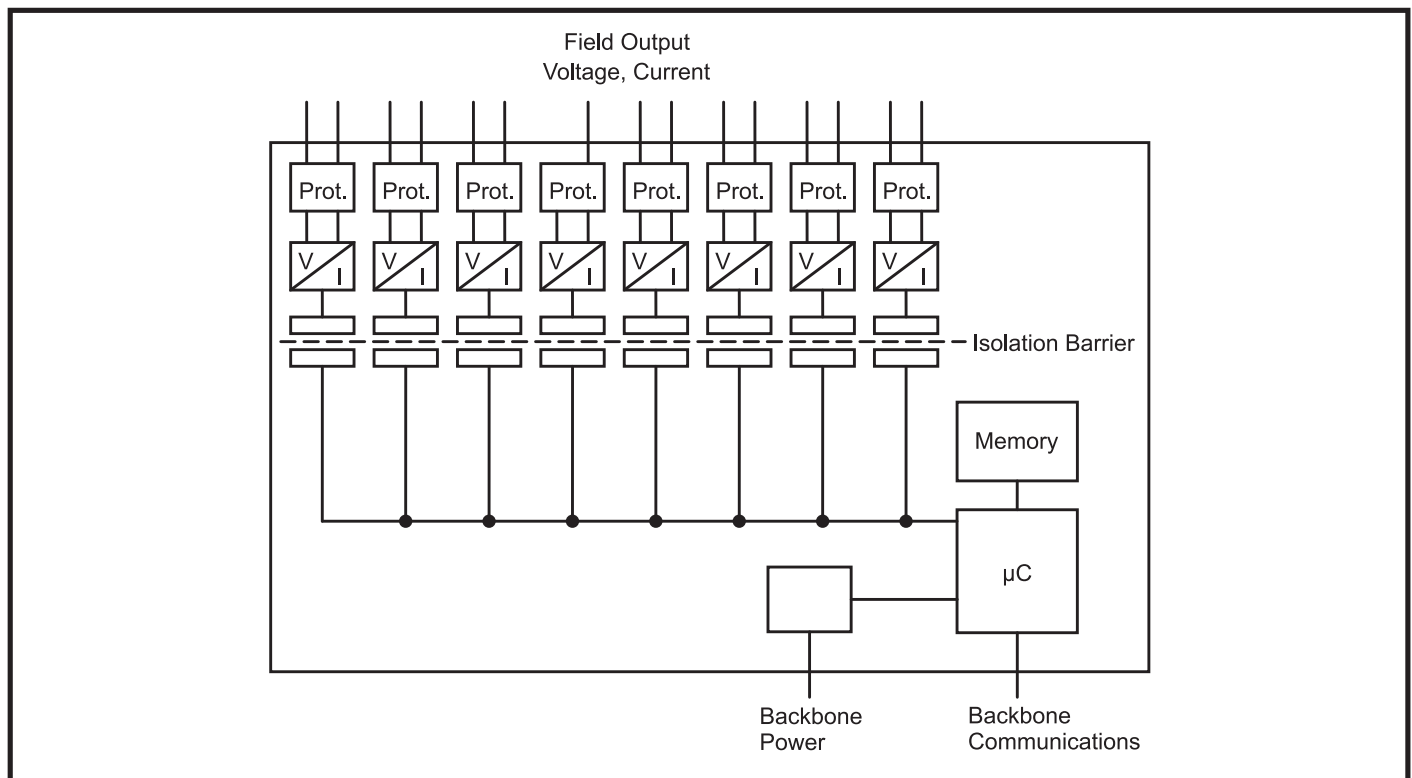 Field Output
Voltage, Current
Prot. Prot. Prot. Prot. Prot. Prot. Prot. Prot.
V V V V V V V V
I I I I I I I I
Isolation Barrier
Memory
µC
Backbone
Power
Backbone
Communications